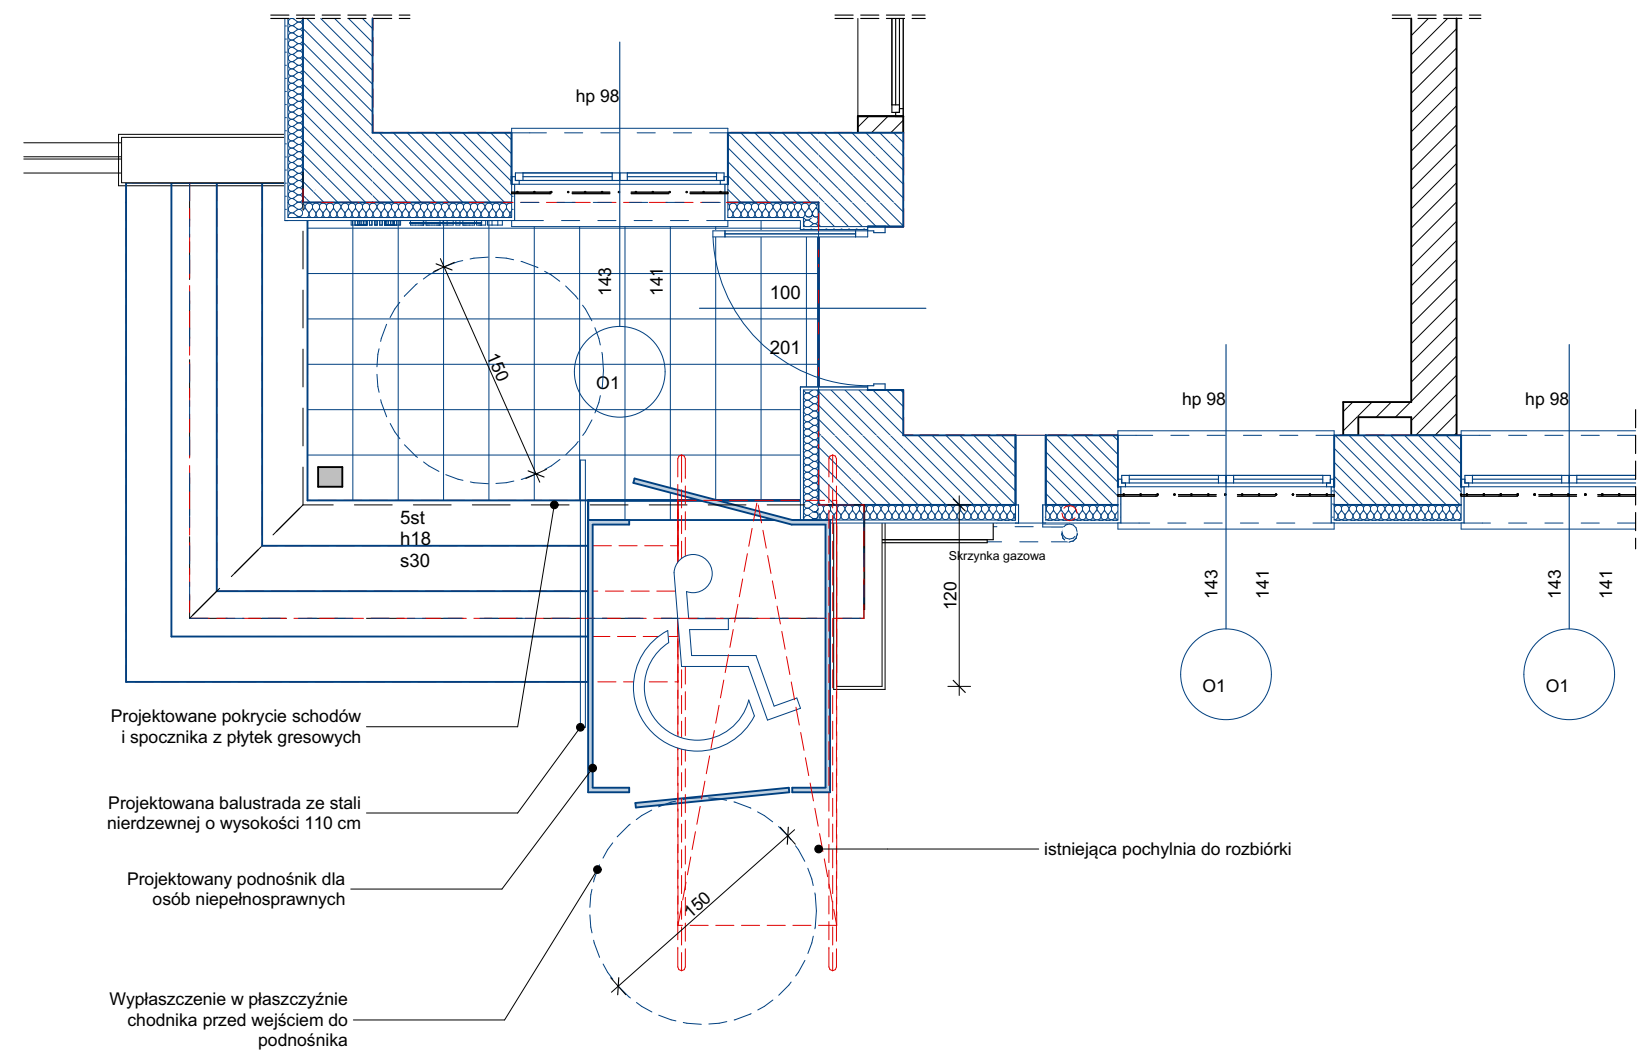 hp 98
143
141
100
201
150
O1
hp 98
hp 98
5st
h18
s30
Skrzynka gazowa
120
143
141
143
141
O1
O1
Projektowane pokrycie schodów
i spocznika z płytek gresowych
Projektowana balustrada ze stali
nierdzewnej o wysokości 110 cm
istniejąca pochylnia do rozbiórki
Projektowany podnośnik dla
osób niepełnosprawnych
150
Wypłaszczenie w płaszczyźnie
chodnika przed wejściem do
podnośnika